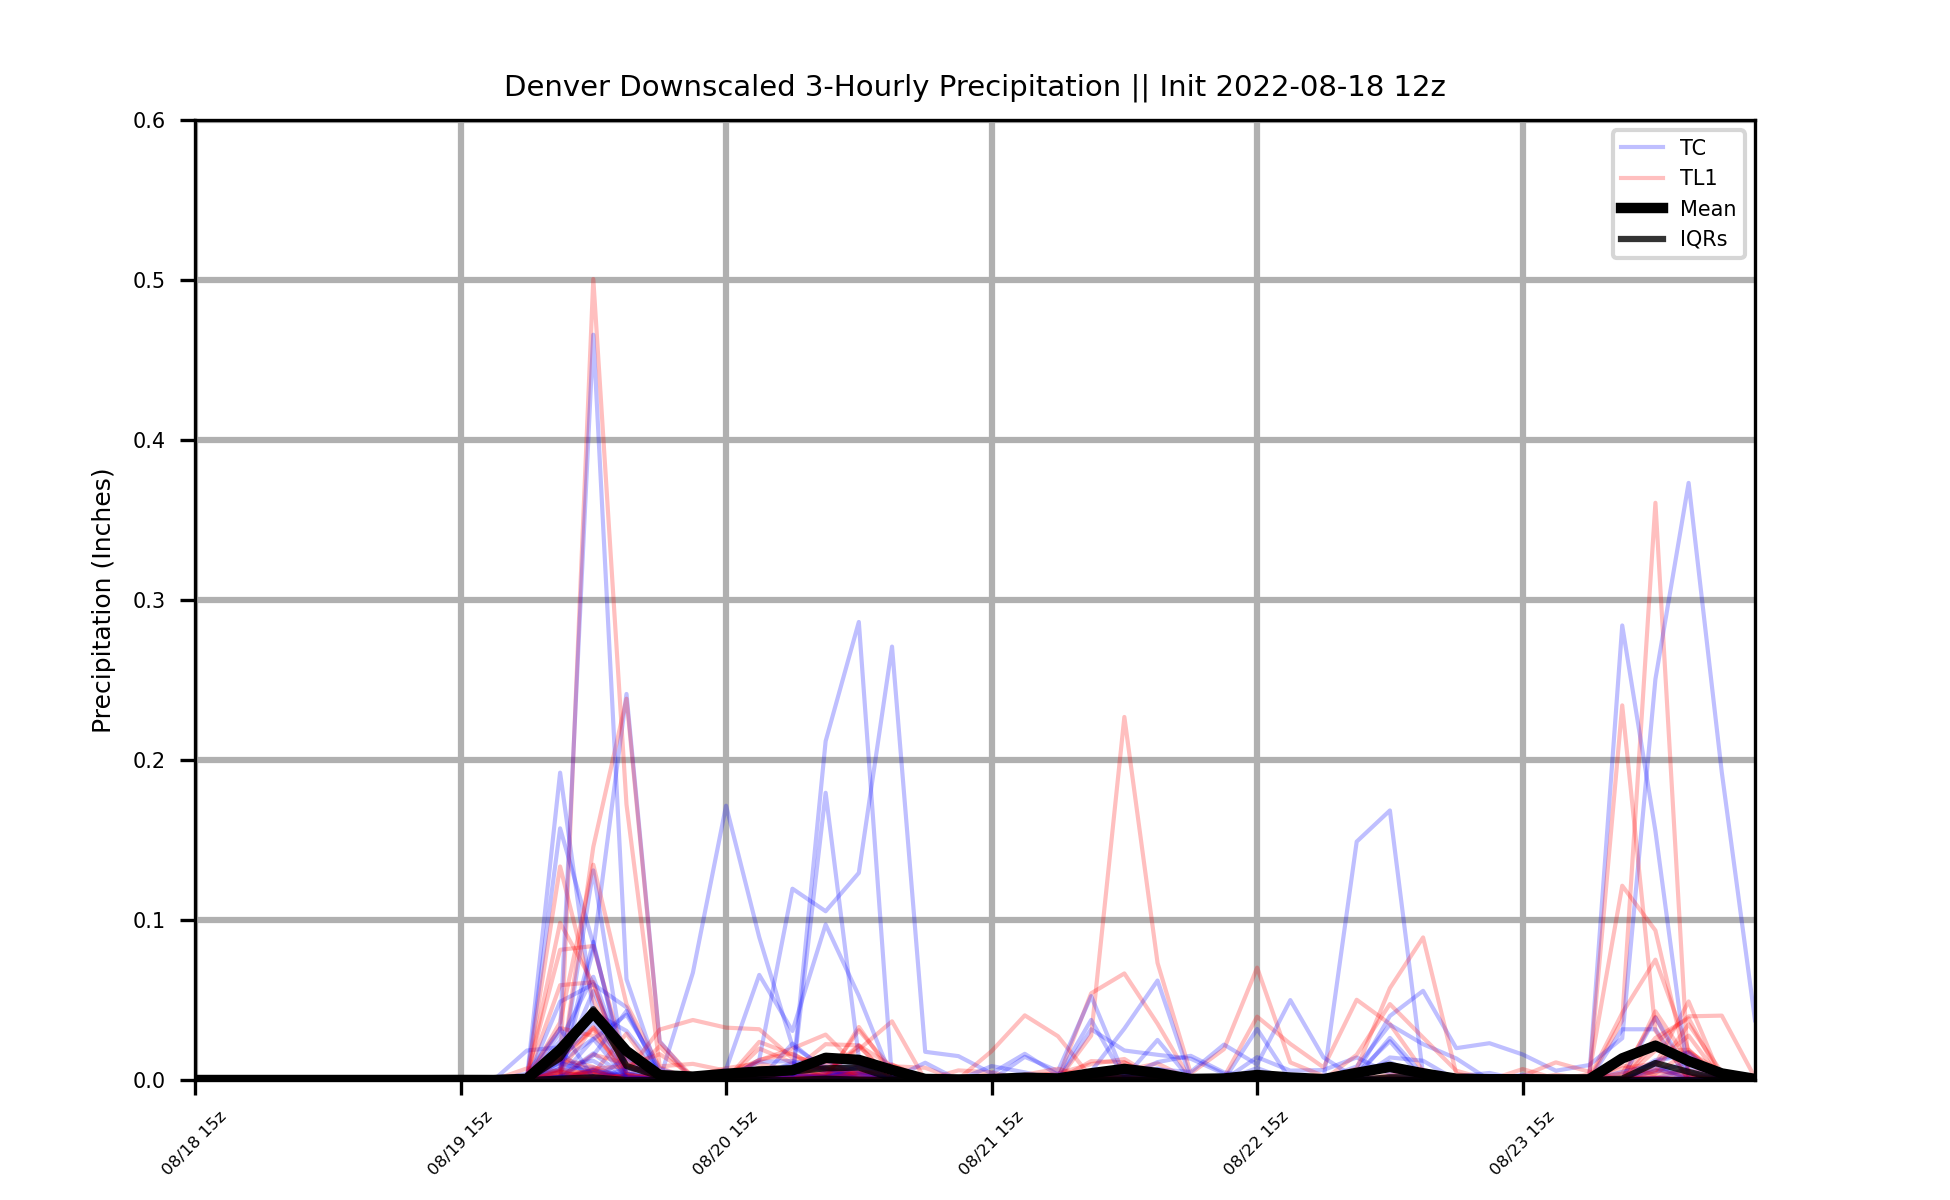 Denver Downscaled 3-Hourly Precipitation || Init 2022-08-18 12z
TC
TL1
Mean
IQRs
Precipitation (Inches)
0.6
0.5
0.4
0.3
0.2
0.1
0.0
08/18 15z
08/19 15z
08/20 15z
08/21 15z
08/22 15z
08/23 15z